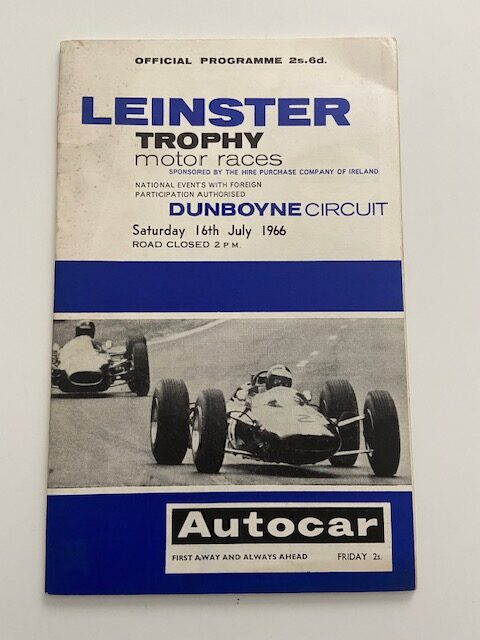 OFFICIAL PROGRAMME 2s.6d.
LEINSTER
TROPHY
motor races
SPONSORED BY THE HIRE PURCHASE COMPANY OF IRELAND
NATIONAL EVENTS WITH FOREIGN
PARTICIPATION AUTHORISED
DUNBOYNE CIRCUIT
Saturday 16th July 1966
ROAD CLOSED 2 P M.
2
Autocar
FIRST AWAY AND ALWAYS AHEAD FRIDAY 2s.